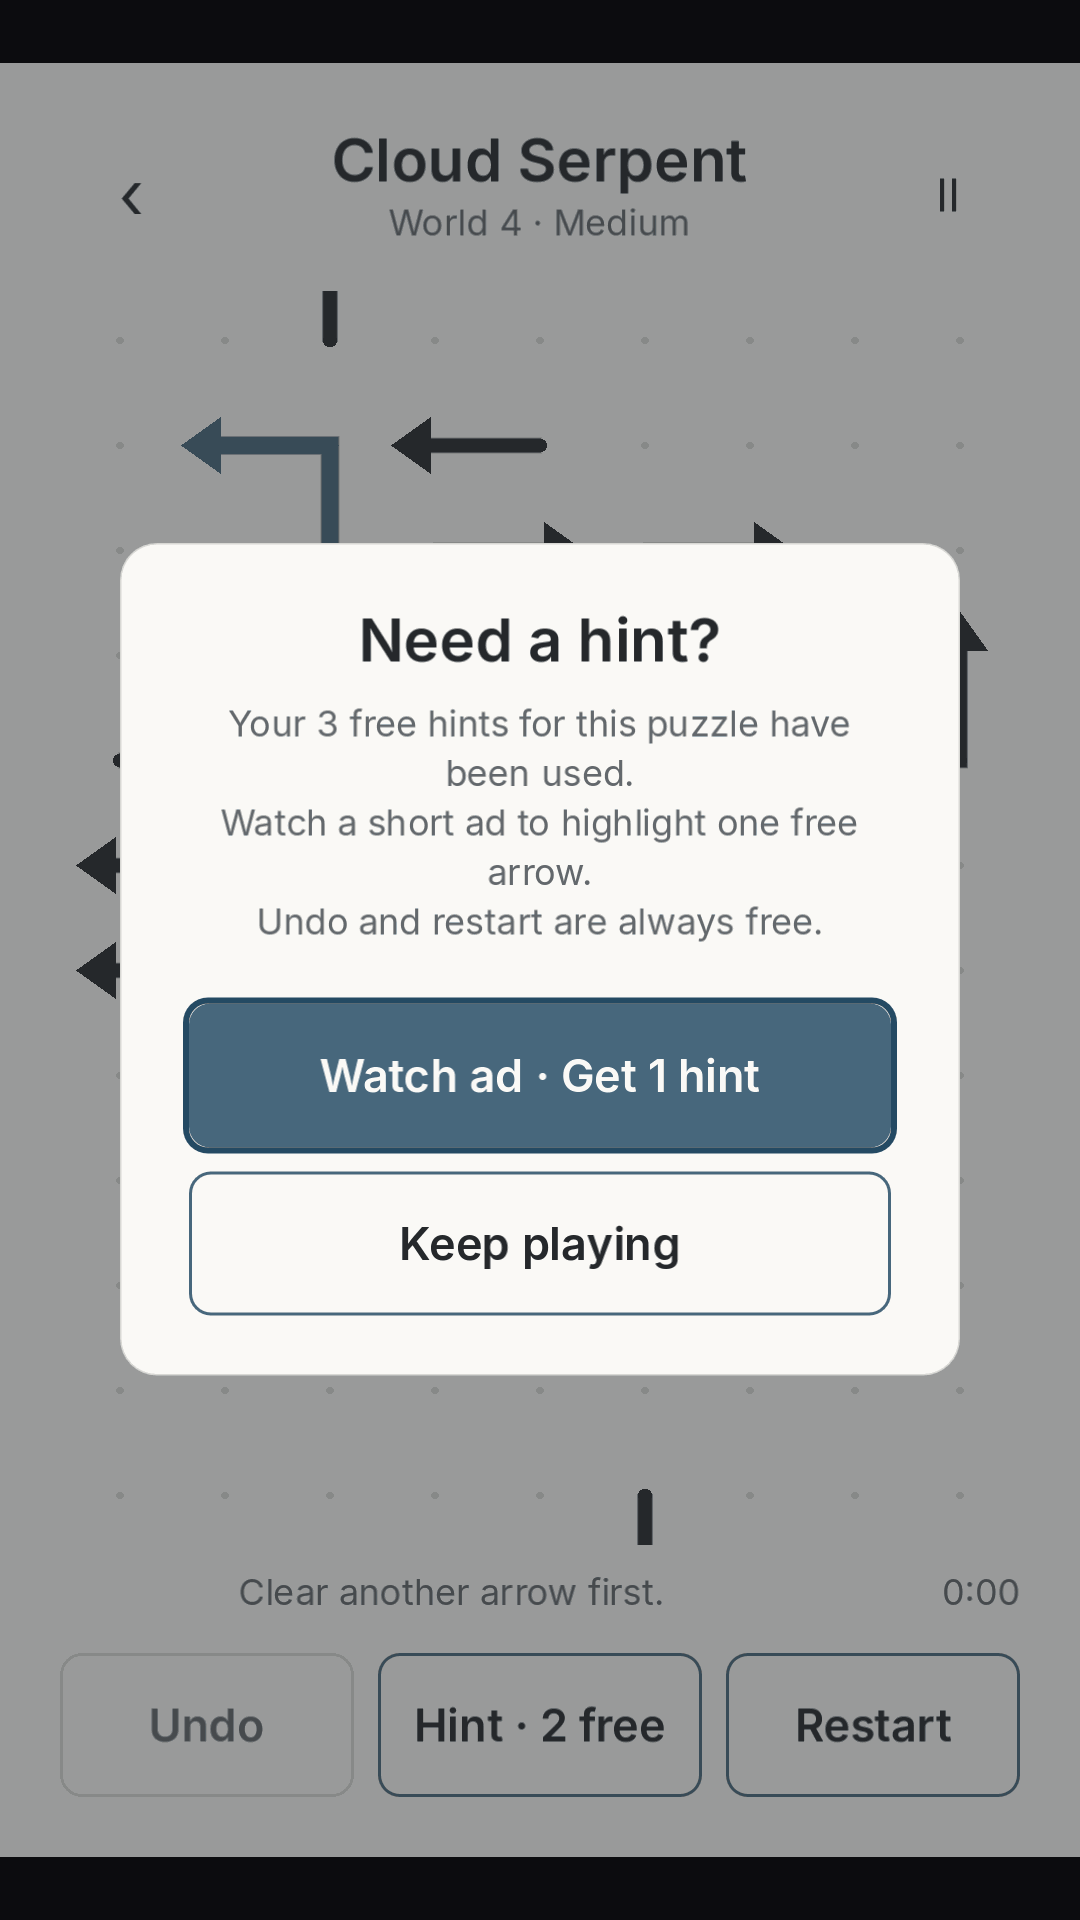 Cloud Serpent
World 4 · Medium
Need a hint?
Your 3 free hints for this puzzle have
been used.
Watch a short ad to highlight one free
arrow.
Undo and restart are always free.
Watch ad · Get 1 hint
Keep playing
Clear another arrow first.
0:00
Undo
Hint · 2 free
Restart